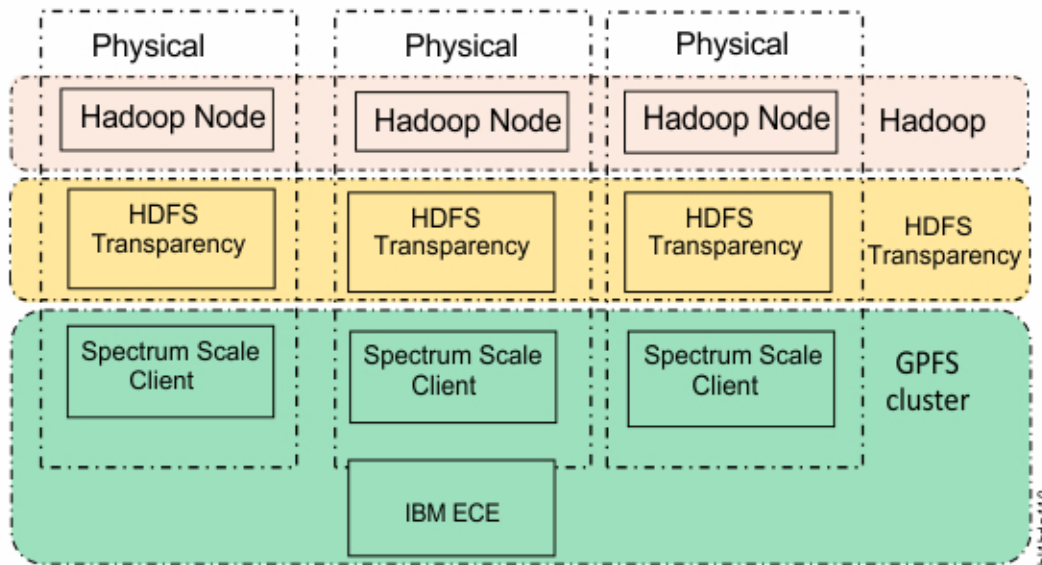 Physical
Physical
Physical
Hadoop Node
Hadoop Node
Hadoop Node
Hadoop
HDFS
Transparency
HDFS
Transparency
HDFS
Transparency
HDFS
Transparency
Spectrum Scale
Client
Spectrum Scale
Client
Spectrum Scale
Client
GPFS
cluster
IBM ECE